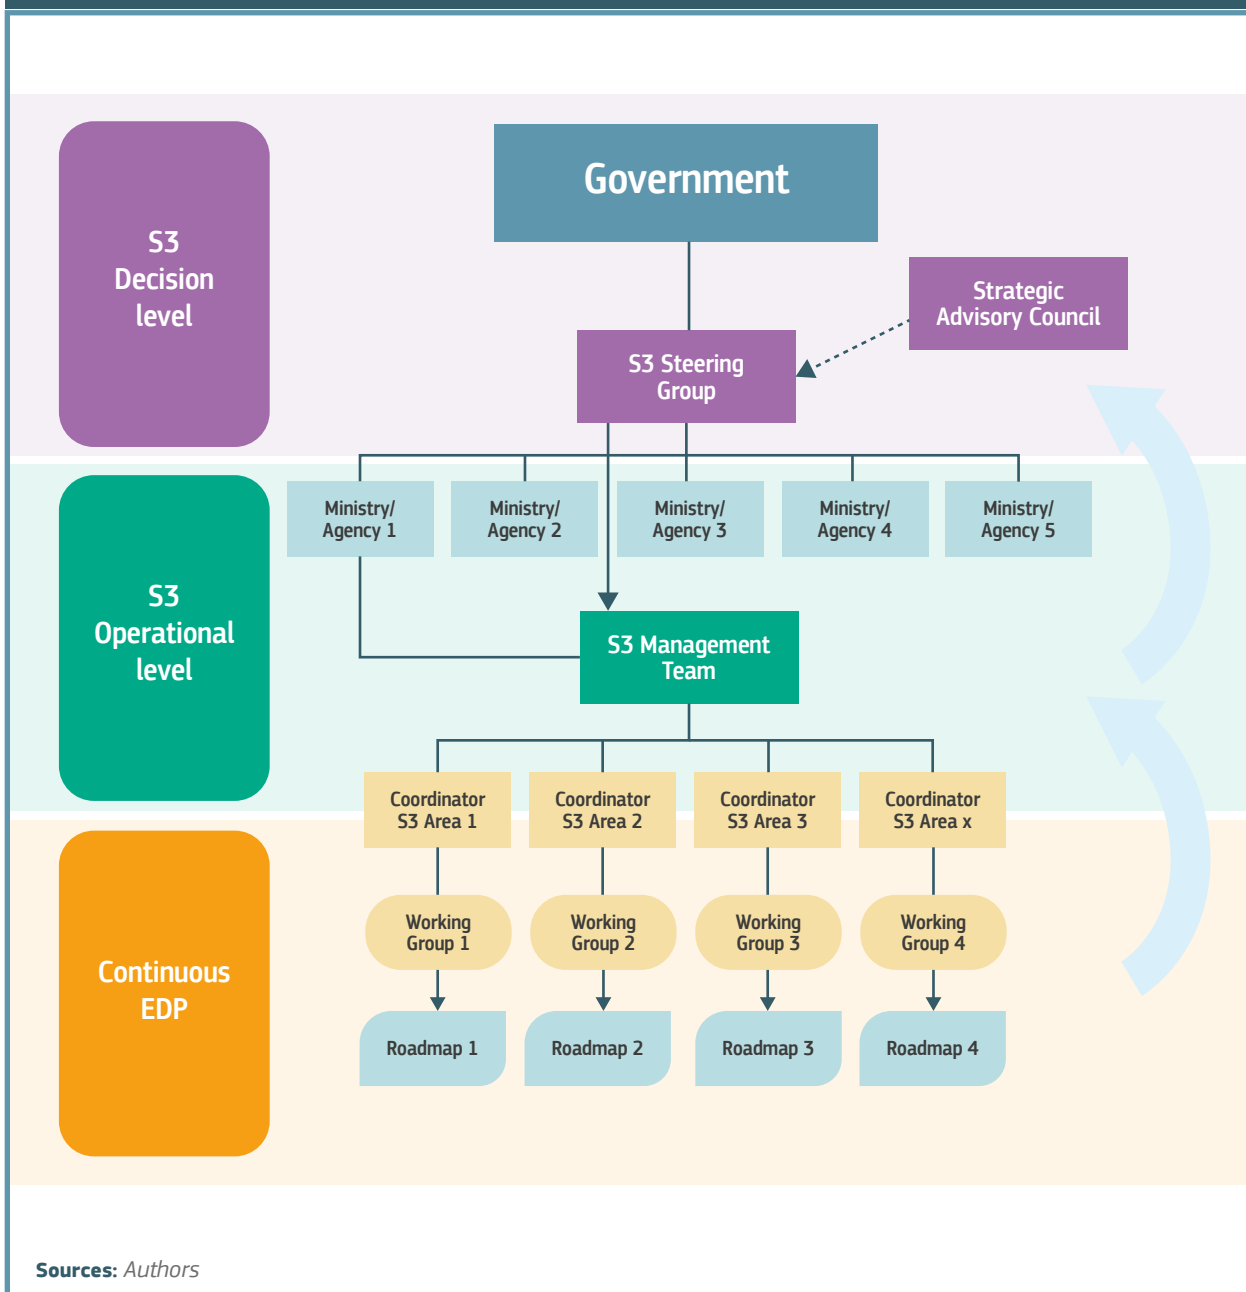 S3
Decision
level
Government
Strategic
Advisory Council
S3 Steering
Group
S3
Operational
level
Ministry/
Agency 1
Ministry/
Agency 2
Ministry/
Agency 3
Ministry/
Agency 4
Ministry/
Agency 5
S3 Management
Team
Coordinator
S3 Area 1
Coordinator
S3 Area 2
Coordinator
S3 Area 3
Coordinator
S3 Area x
Continuous
EDP
Working
Group 1
Working
Group 2
Working
Group 3
Working
Group 4
Roadmap 1
Roadmap 2
Roadmap 3
Roadmap 4
Sources: Authors